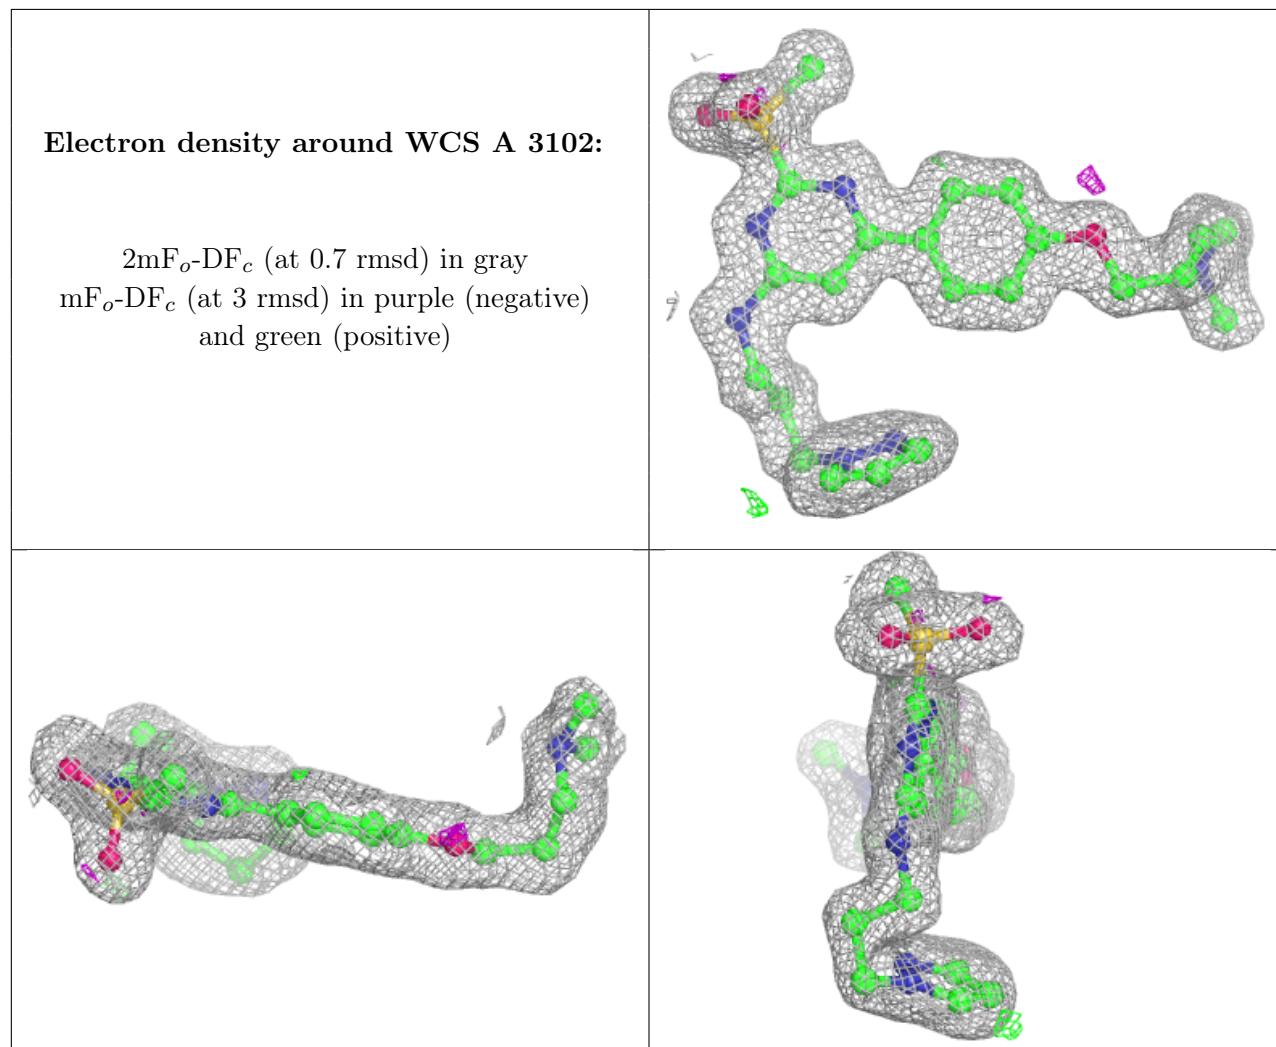 Electron density around WCS A 3102:
2mFo-DFc (at 0.7 rmsd) in gray
mFo-DFc (at 3 rmsd) in purple (negative)
and green (positive)